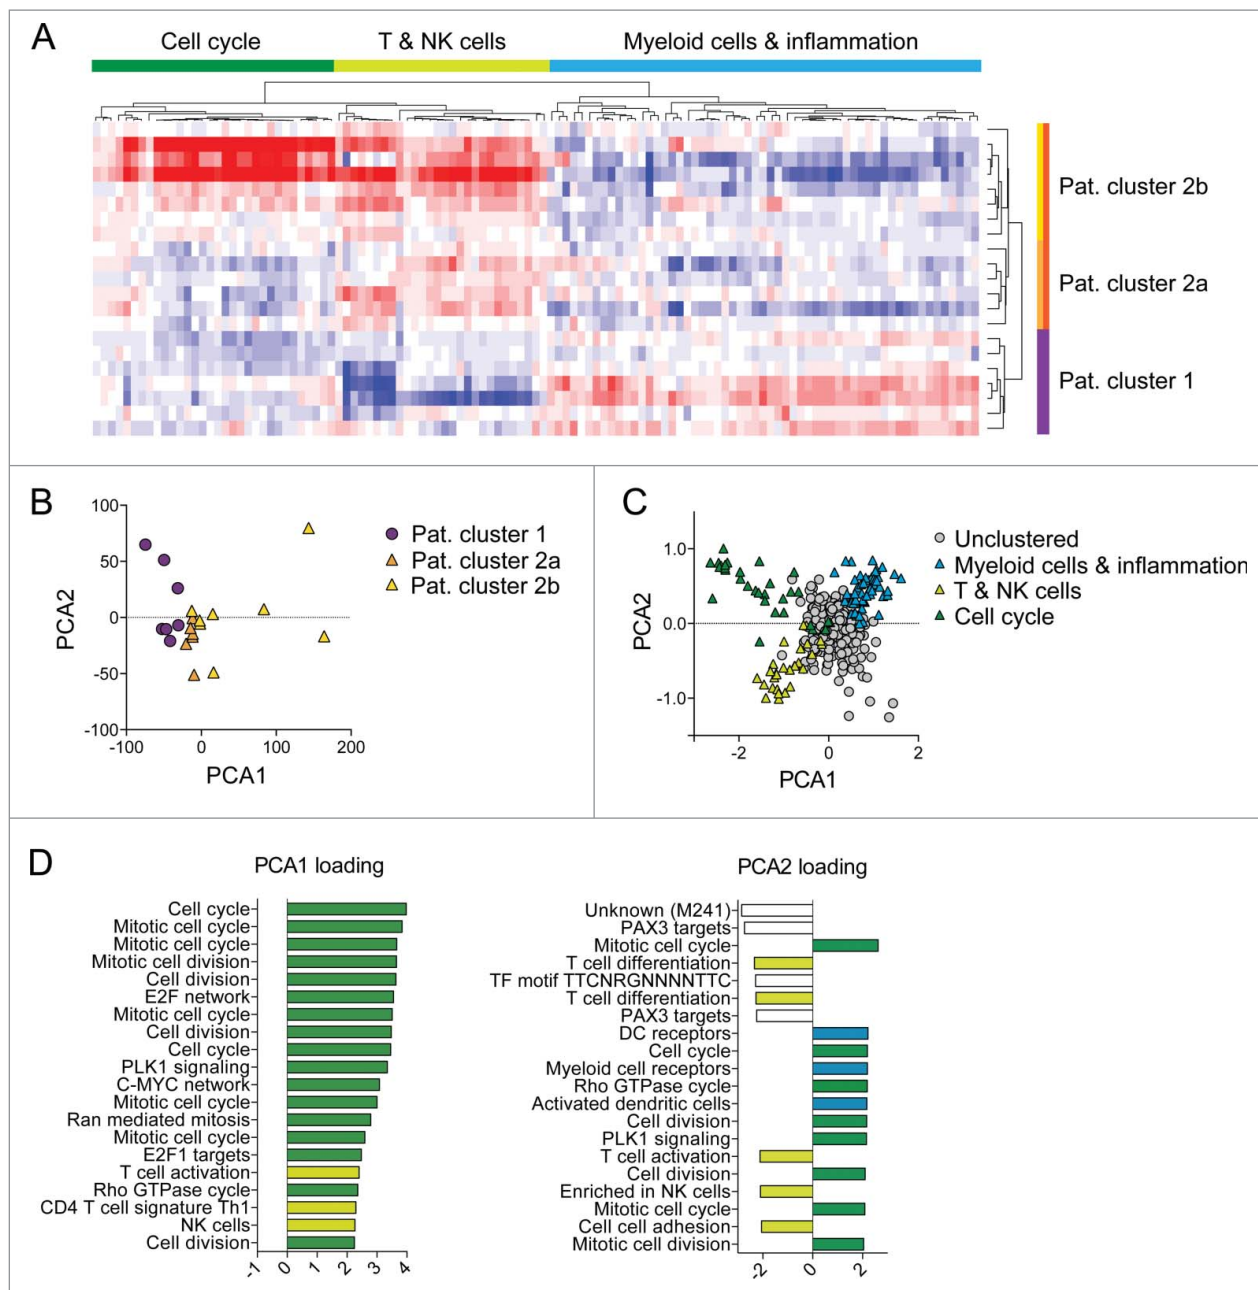 A
Cell cycle
T & NK cells
Myeloid cells & inflammation
Pat. cluster 2b
Pat. cluster 2a
Pat. cluster 1
B
100
50
0
-50
-100
PCA2
-100
0
100
200
PCA1
Pat. cluster 1
Pat. cluster 2a
Pat. cluster 2b
C
1.0
0.0
-1.0
PCA2
-2
0
2
PCA1
Unclustered
Myeloid cells & inflammation
T & NK cells
Cell cycle
D
PCA1 loading
Cell cycle
Mitotic cell cycle
Mitotic cell cycle
Mitotic cell division
Cell division
E2F network
Mitotic cell cycle
Cell division
Cell cycle
PLK1 signaling
C-MYC network
Mitotic cell cycle
Ran mediated mitosis
Mitotic cell cycle
E2F1 targets
T cell activation
Rho GTPase cycle
CD4 T cell signature Th1
NK cells
Cell division
-1
0
1
2
3
4
PCA2 loading
Unknown (M241)
PAX3 targets
Mitotic cell cycle
T cell differentiation
TF motif TTCNRGNNNNTTC
T cell differentiation
PAX3 targets
DC receptors
Cell cycle
Myeloid cell receptors
Rho GTPase cycle
Activated dendritic cells
Cell division
PLK1 signaling
T cell activation
Cell division
Enriched in NK cells
Mitotic cell cycle
Cell cell adhesion
Mitotic cell division
-2
0
2